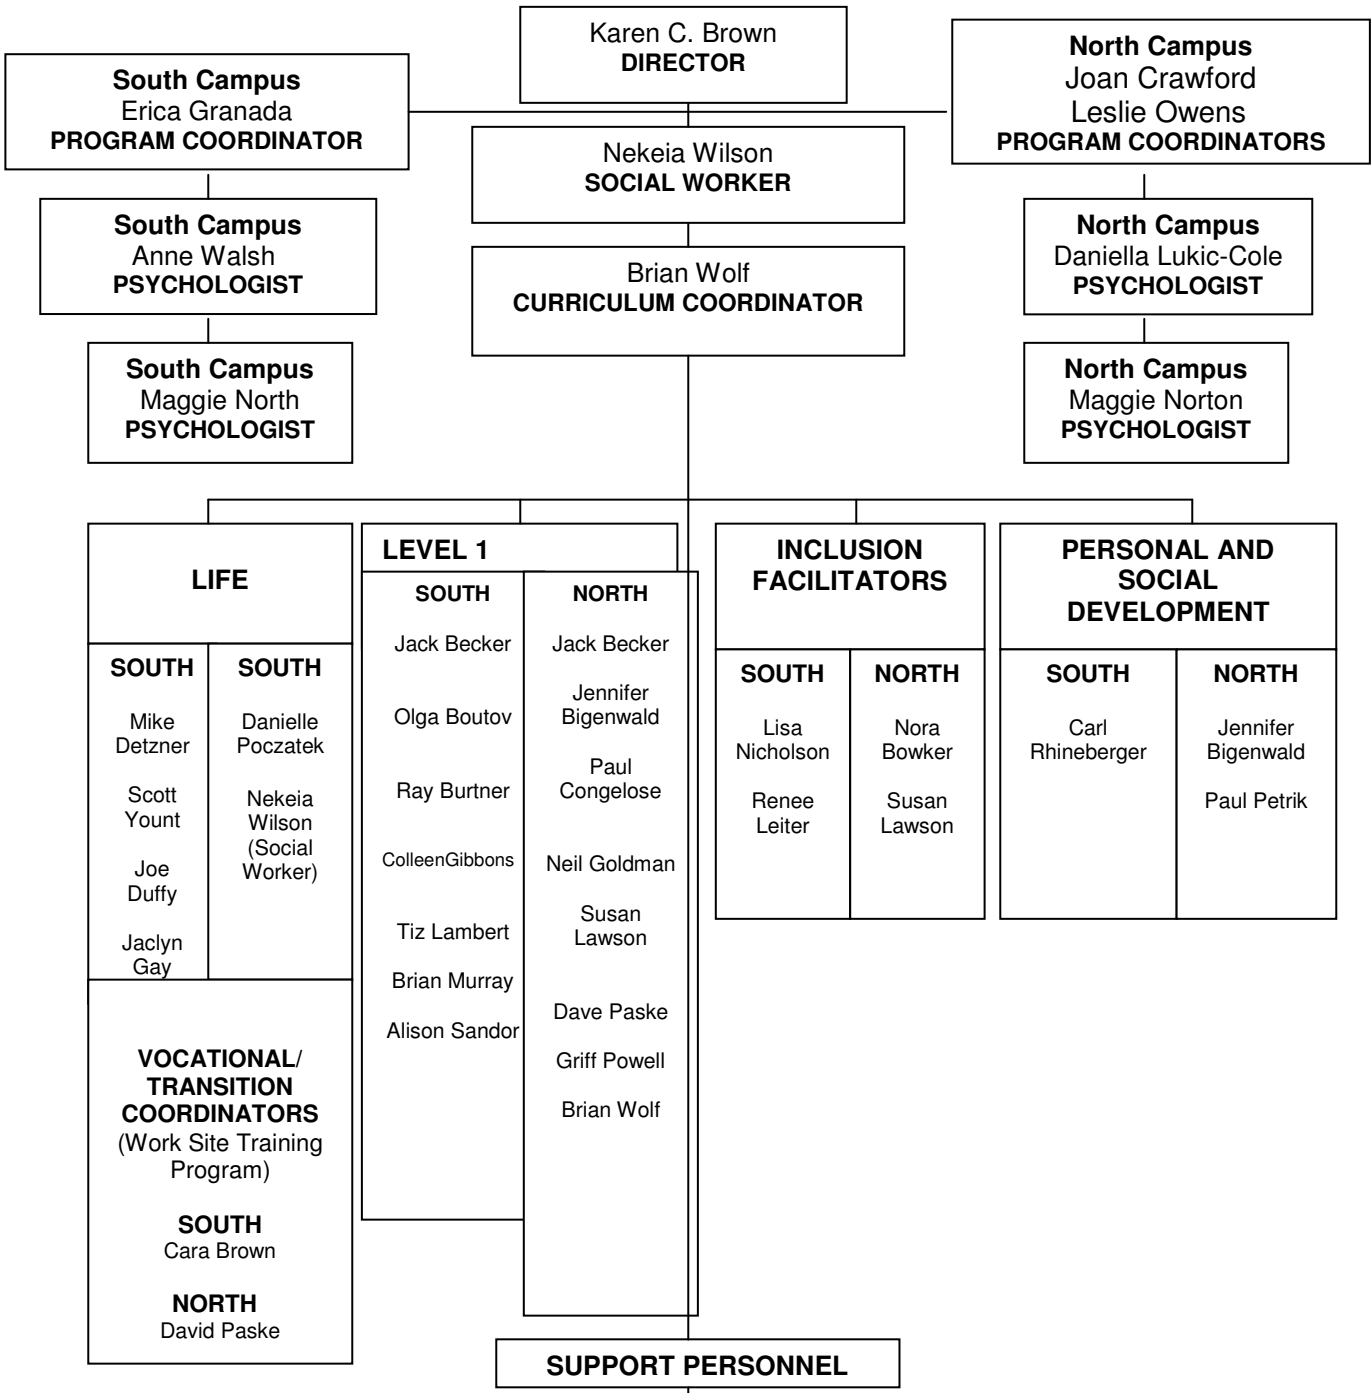 Karen C. Brown
DIRECTOR
South Campus
Erica Granada
PROGRAM COORDINATOR
North Campus
Joan Crawford
Leslie Owens
PROGRAM COORDINATORS
Nekeia Wilson
SOCIAL WORKER
South Campus
Anne Walsh
PSYCHOLOGIST
North Campus
Daniella Lukic-Cole
PSYCHOLOGIST
Brian Wolf
CURRICULUM COORDINATOR
South Campus
Maggie North
PSYCHOLOGIST
North Campus
Maggie Norton
PSYCHOLOGIST
LIFE
SOUTH
Mike
Detzner
Scott
Yount
Joe
Duffy
Jaclyn
Gay
SOUTH
Danielle
Poczatek
Nekeia
Wilson
(Social
Worker)
VOCATIONAL/
TRANSITION
COORDINATORS
(Work Site Training
Program)
SOUTH
Cara Brown
NORTH
David Paske
LEVEL 1
SOUTH
Jack Becker
Olga Boutov
Ray Burtner
ColleenGibbons
Tiz Lambert
Brian Murray
Alison Sandor
NORTH
Jack Becker
Jennifer
Bigenwald
Paul
Congelose
Neil Goldman
Susan
Lawson
Dave Paske
Griff Powell
Brian Wolf
INCLUSION
FACILITATORS
SOUTH
Lisa
Nicholson
Renee
Leiter
NORTH
Nora
Bowker
Susan
Lawson
PERSONAL AND
SOCIAL
DEVELOPMENT
SOUTH
Carl
Rhineberger
NORTH
Jennifer
Bigenwald
Paul Petrik
SUPPORT PERSONNEL